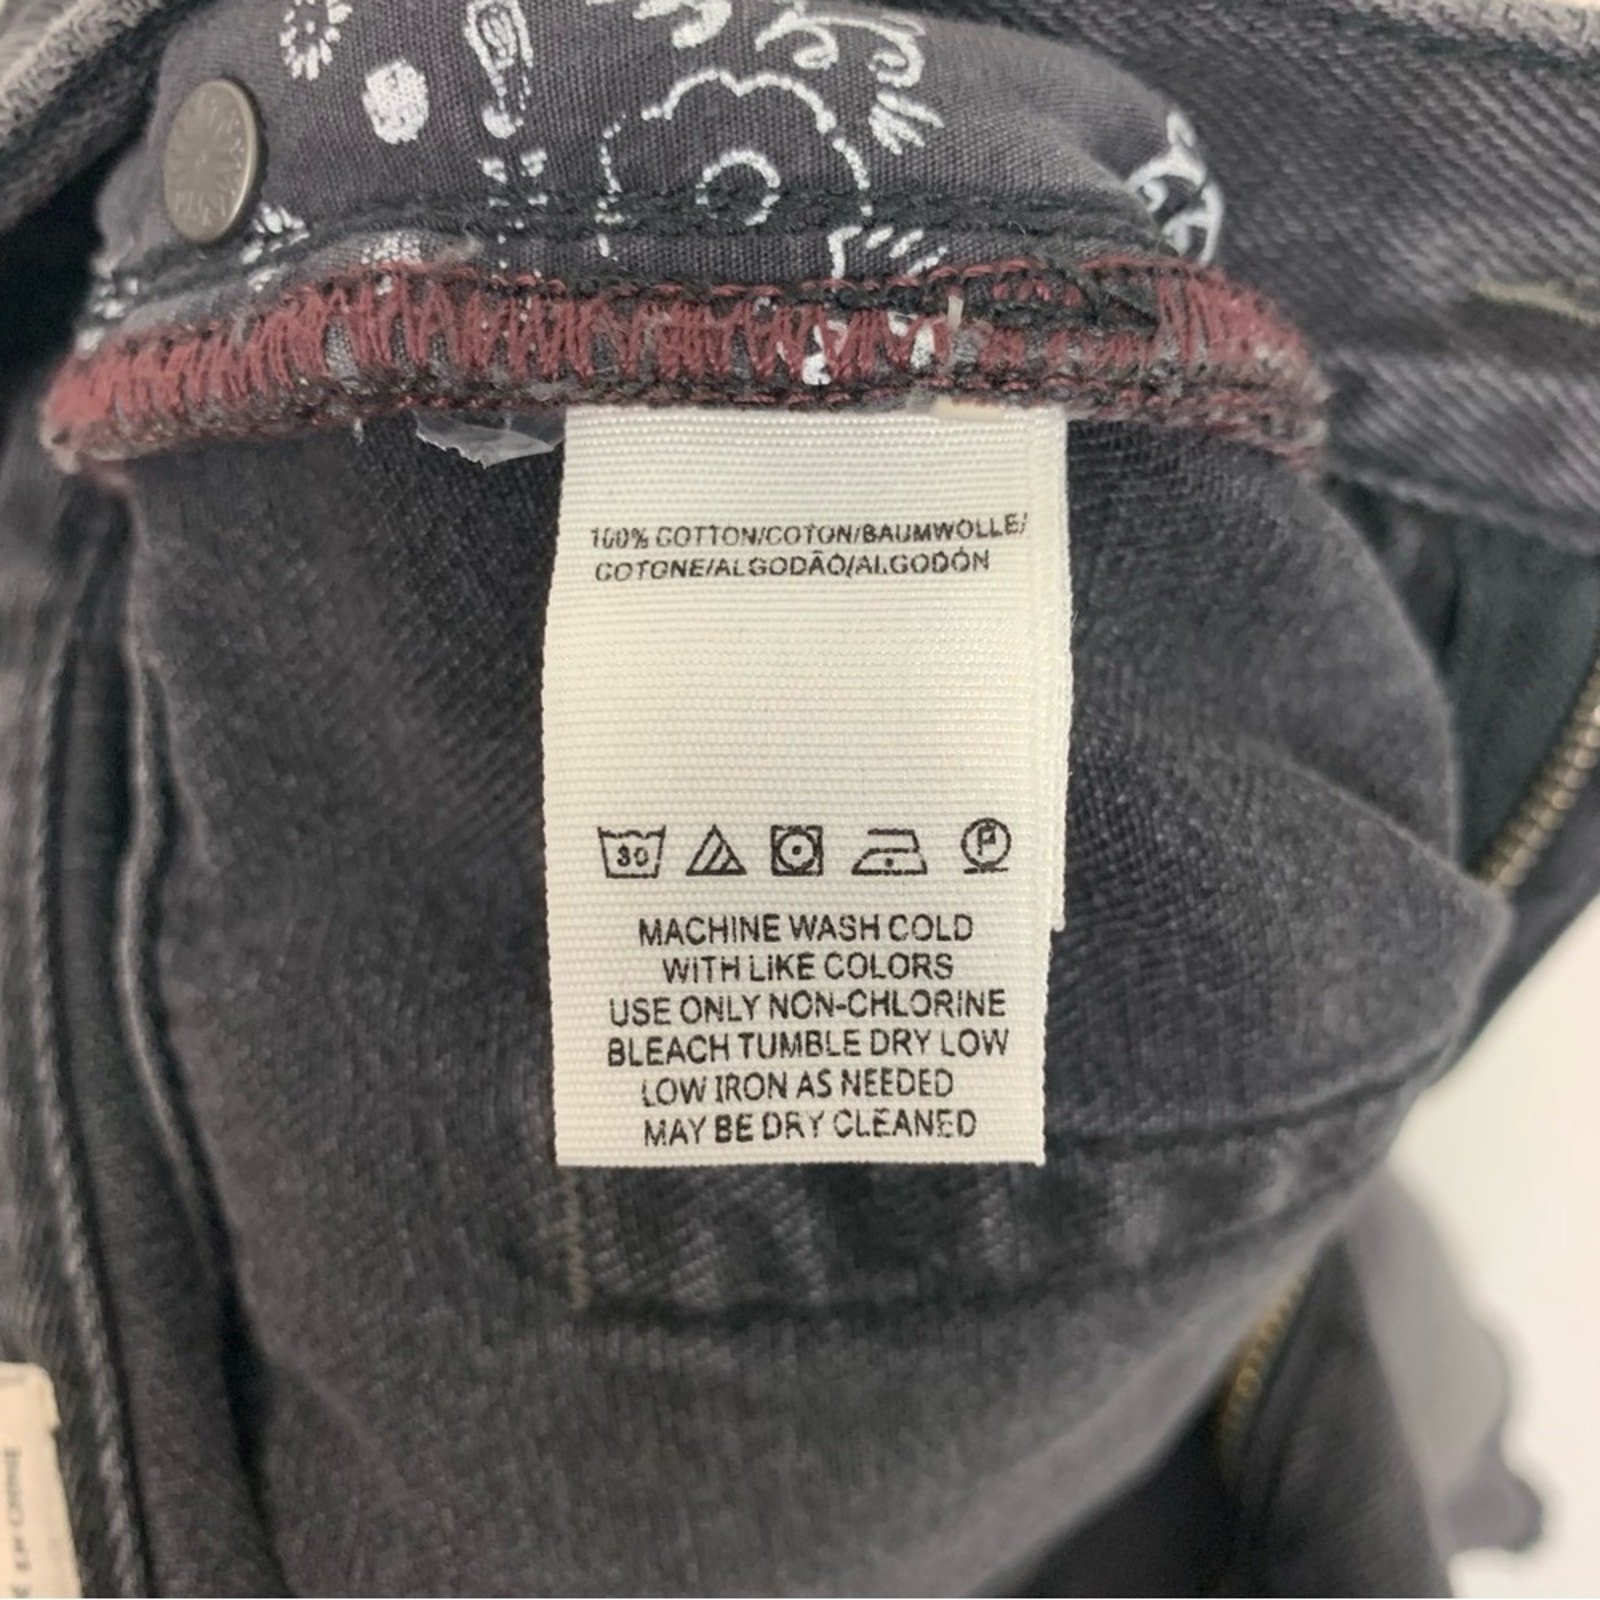 100% COTTON/COTON/BAUMWOLLE/
COTONE/ALGODÃO/ALGODÓN
30
P
MACHINE WASH COLD
WITH LIKE COLORS
USE ONLY NON-CHLORINE
BLEACH TUMBLE DRY LOW
LOW IRON AS NEEDED
MAY BE DRY CLEANED